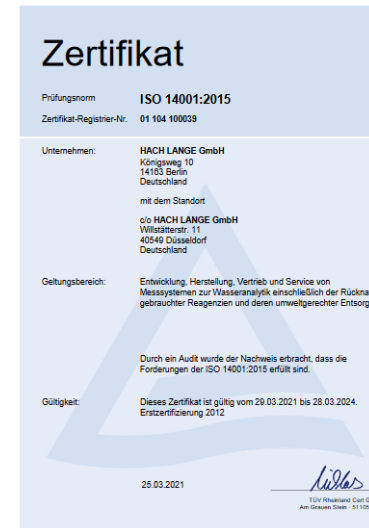 Zertifikat
Prüfungsnorm ISO 14001:2015
Zertifikat-Registrier-Nr. 01 104 100039
Unternehmen: HACH LANGE GmbH
Königsweg 10
14163 Berlin
Deutschland
mit dem Standort
c/o HACH LANGE GmbH
Willstätterstr. 11
40549 Düsseldorf
Deutschland
Geltungsbereich: Entwicklung, Herstellung, Vertrieb und Service von
Messsystemen zur Wasseranalytik einschließlich der Rückna
gebrauchter Reagenzien und deren umweltgerechter Entsorg
Durch ein Audit wurde der Nachweis erbracht, dass die
Forderungen der ISO 14001:2015 erfüllt sind.
Gültigkeit: Dieses Zertifikat ist gültig vom 29.03.2021 bis 28.03.2024.
Erstzertifizierung 2012
25.03.2021
TÜV Rheinland Cert G
Am Grauen Stein · 51105